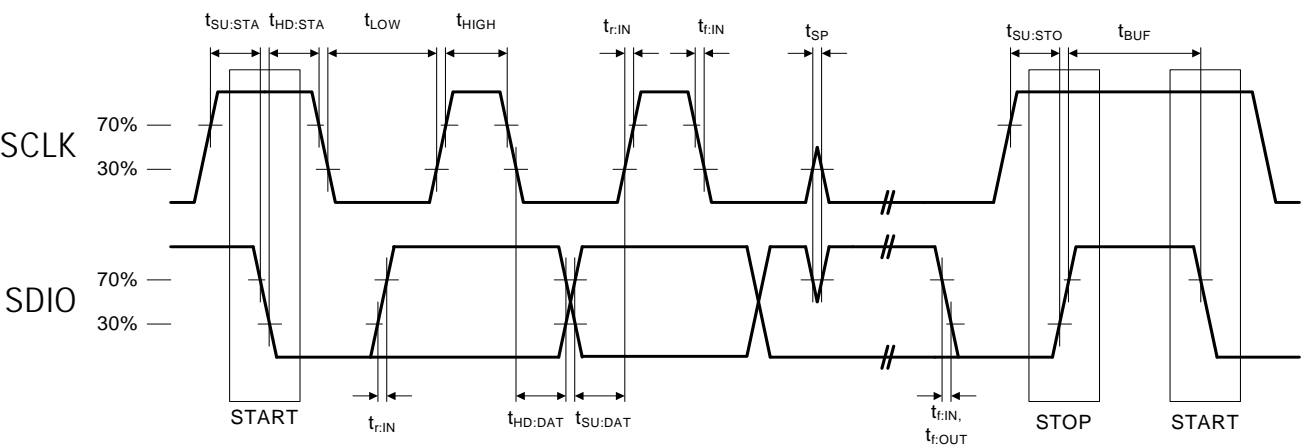 tSU:STA tHD:STA tLOW tHIGH tr:IN tf:IN tSP tSU:STO tBUF
SCLK
70%
30%
SDIO
70%
30%
START
tr:IN
tHD:DAT tSU:DAT
tf:IN,
tf:OUT
STOP
START